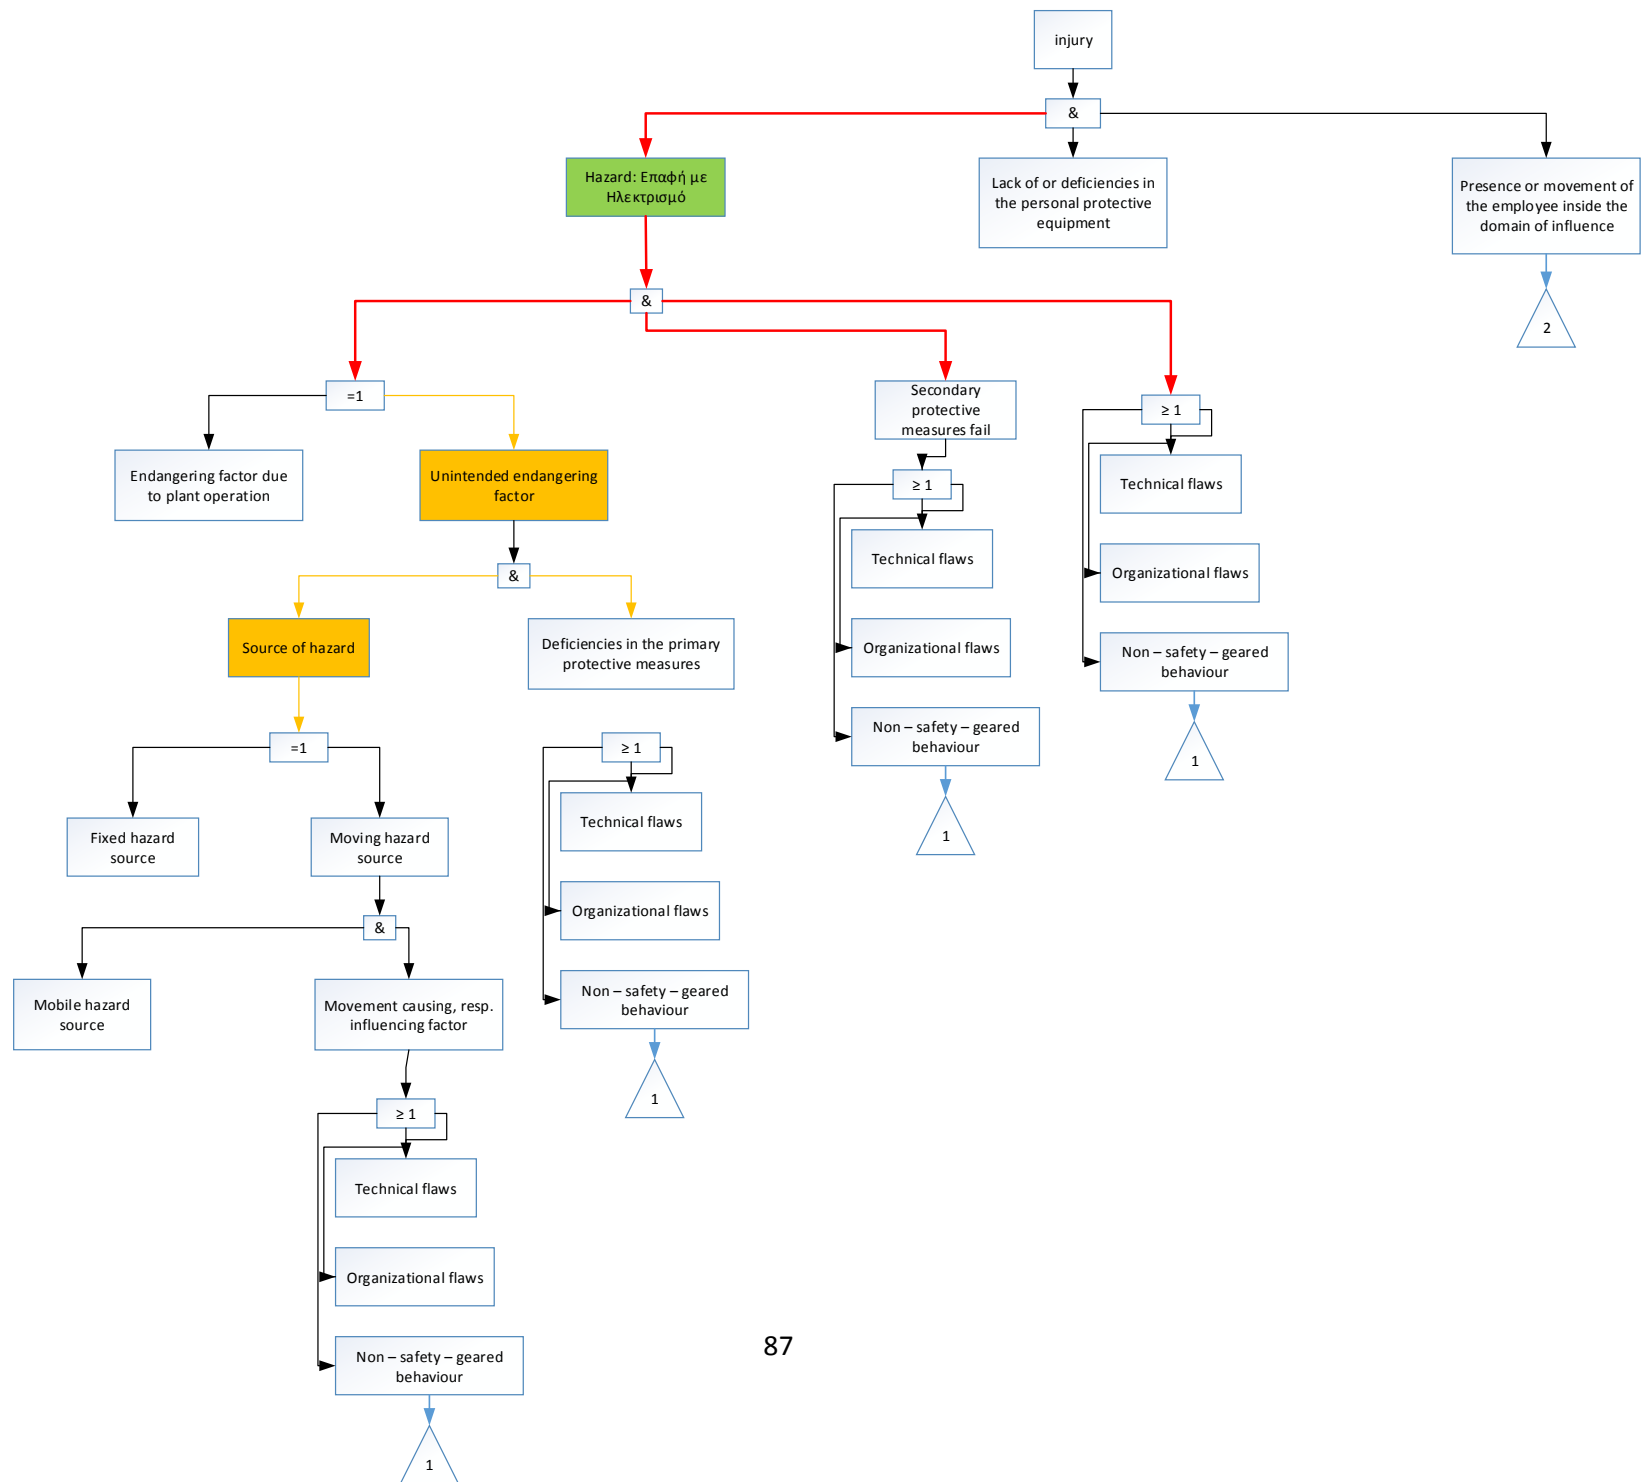 injury
&
Hazard: Επαφή με
Ηλεκτρισμό
Lack of or deficiencies in
the personal protective
equipment
Presence or movement of
the employee inside the
domain of influence
2
&
=1
Secondary
protective
measures fail
≥ 1
Endangering factor due
to plant operation
Unintended endangering
factor
≥ 1
Technical flaws
Technical flaws
Organizational flaws
&
Source of hazard
Deficiencies in the primary
protective measures
Organizational flaws
Non – safety – geared
behaviour
Non – safety – geared
behaviour
1
=1
≥ 1
1
Fixed hazard
source
Moving hazard
source
Technical flaws
Organizational flaws
&
Mobile hazard
source
Movement causing, resp.
influencing factor
Non – safety – geared
behaviour
1
≥ 1
Technical flaws
Organizational flaws
Non – safety – geared
behaviour
1
87